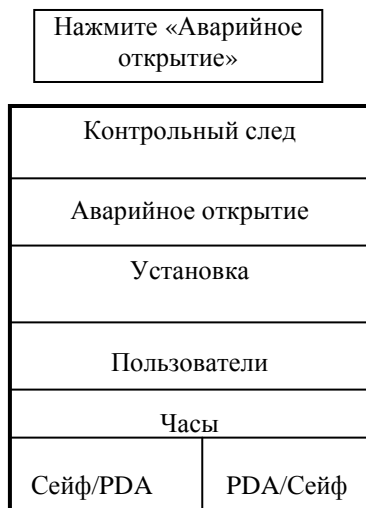 Нажмите «Аварийное
открытие»
Контрольный след
Аварийное открытие
Установка
Пользователи
Часы
Сейф/PDA PDA/Сейф